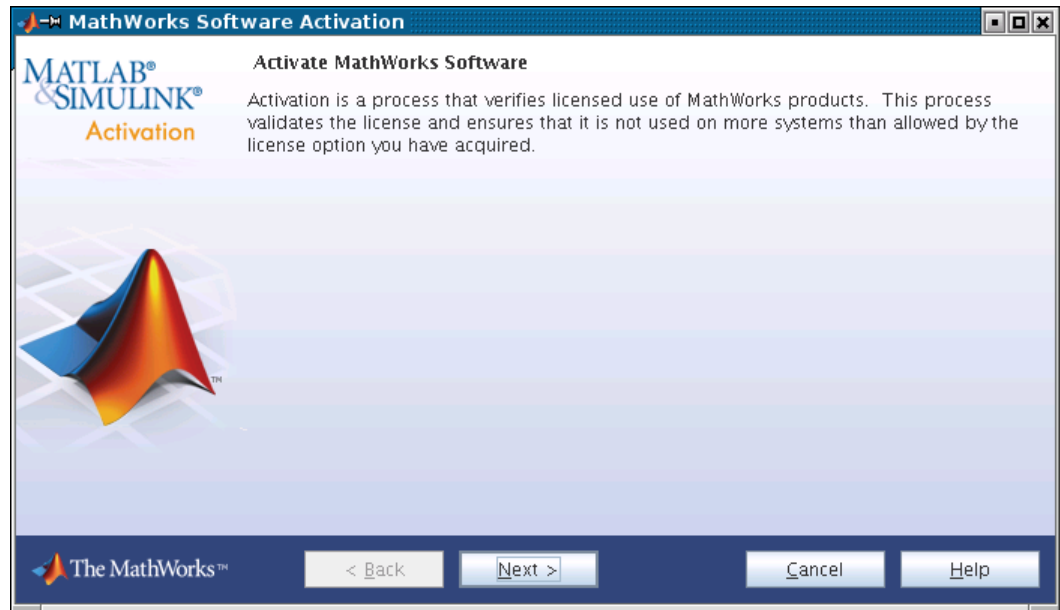 MathWorks Software Activation
MATLAB®
&SIMULINK®
Activation
Activate MathWorks Software
Activation is a process that verifies licensed use of MathWorks products. This process
validates the license and ensures that it is not used on more systems than allowed by the
license option you have acquired.
TM
The MathWorks™
< Back
Next >
Cancel
Help